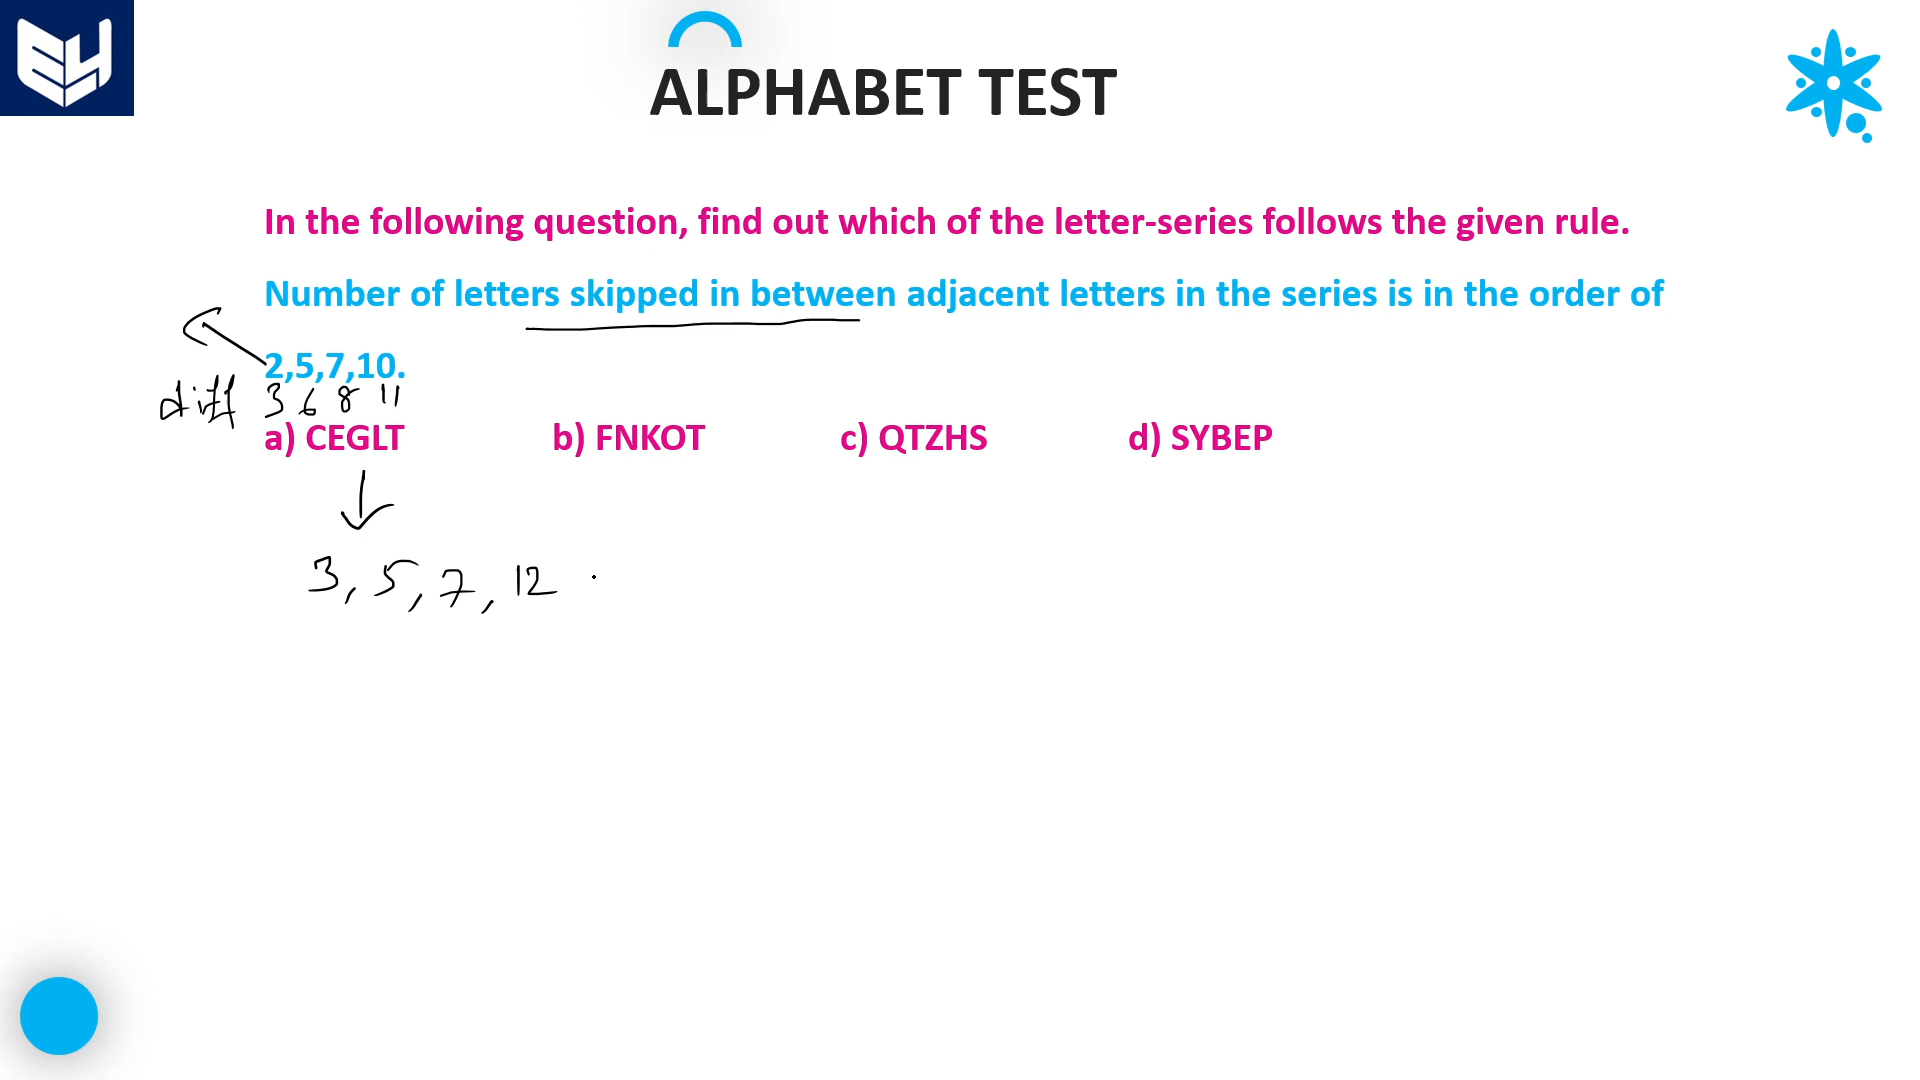 ALPHABET TEST
In the following question, find out which of the letter-series follows the given rule.
Number of letters skipped in between adjacent letters in the series is in the order of
2,5,7,10.
diff 3 6 8 11
a) CEGLT b) FNKOT c) QTZHS d) SYBEP
3, 5, 7, 12